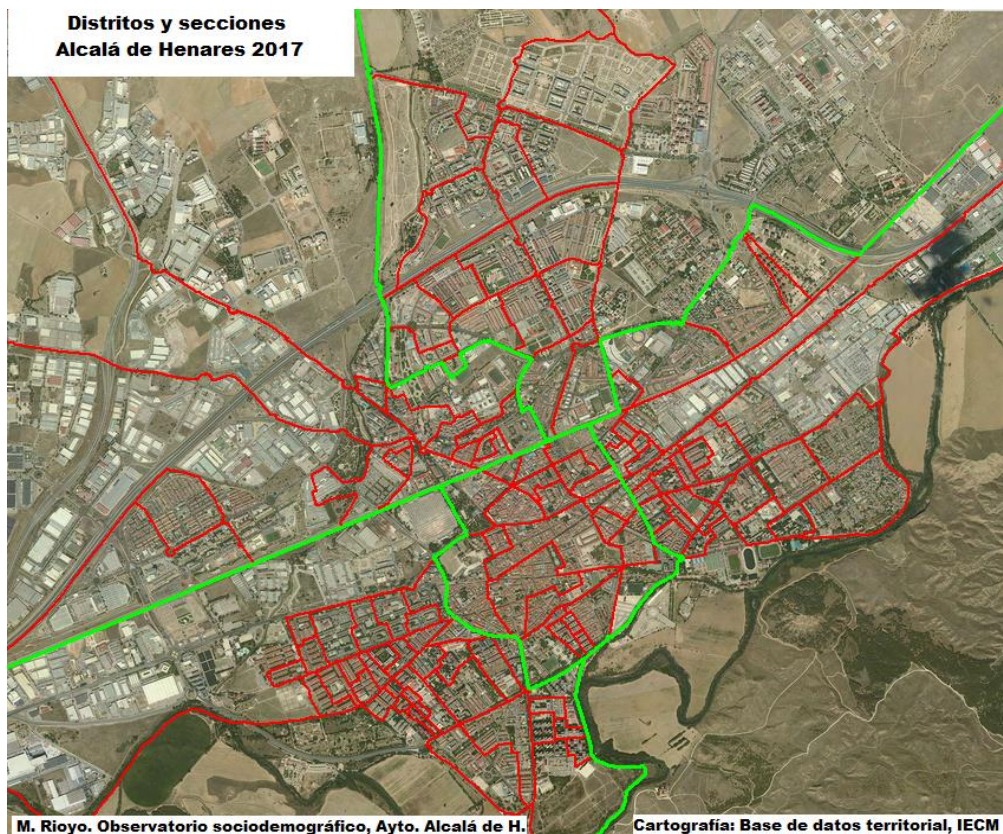 Distritos y secciones
Alcalá de Henares 2017
M. Rioyo. Observatorio sociodemográfico, Ayto. Alcalá de H.
Cartografía: Base de datos territorial, IECM